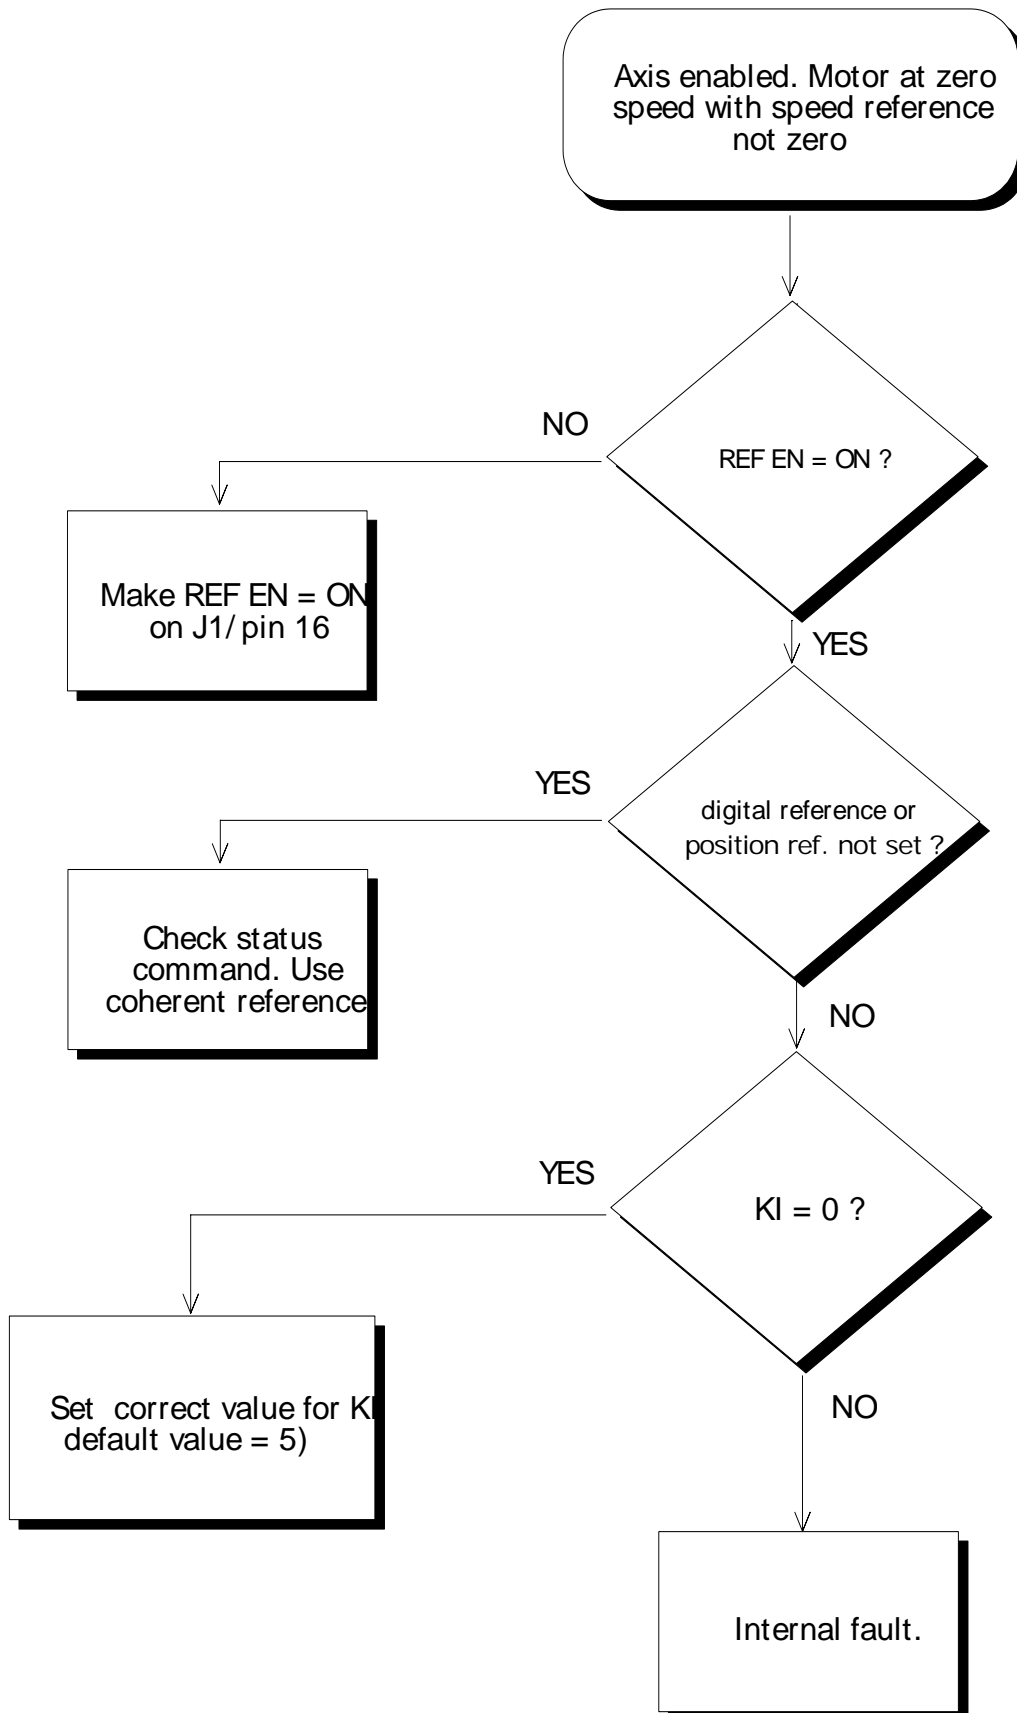 Axis enabled. Motor at zero
speed with speed reference
not zero
NO
REF EN = ON ?
Make REF EN = ON
on J1/ pin 16
YES
YES
digital reference or
position ref. not set ?
Check status
command. Use
coherent reference
NO
YES
KI = 0 ?
Set correct value for KI
default value = 5)
NO
Internal fault.